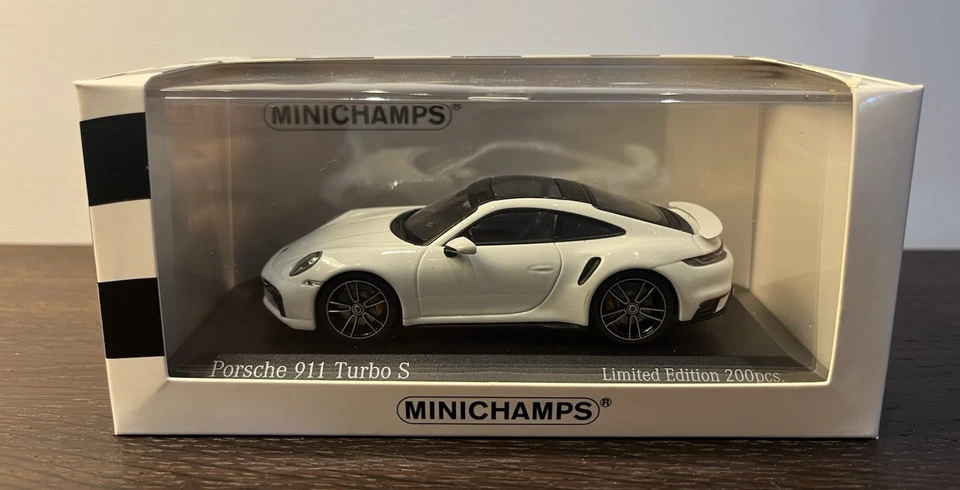 MINICHAMPS®
Porsche 911 Turbo S
Limited Edition 200pcs.
MINICHAMPS®